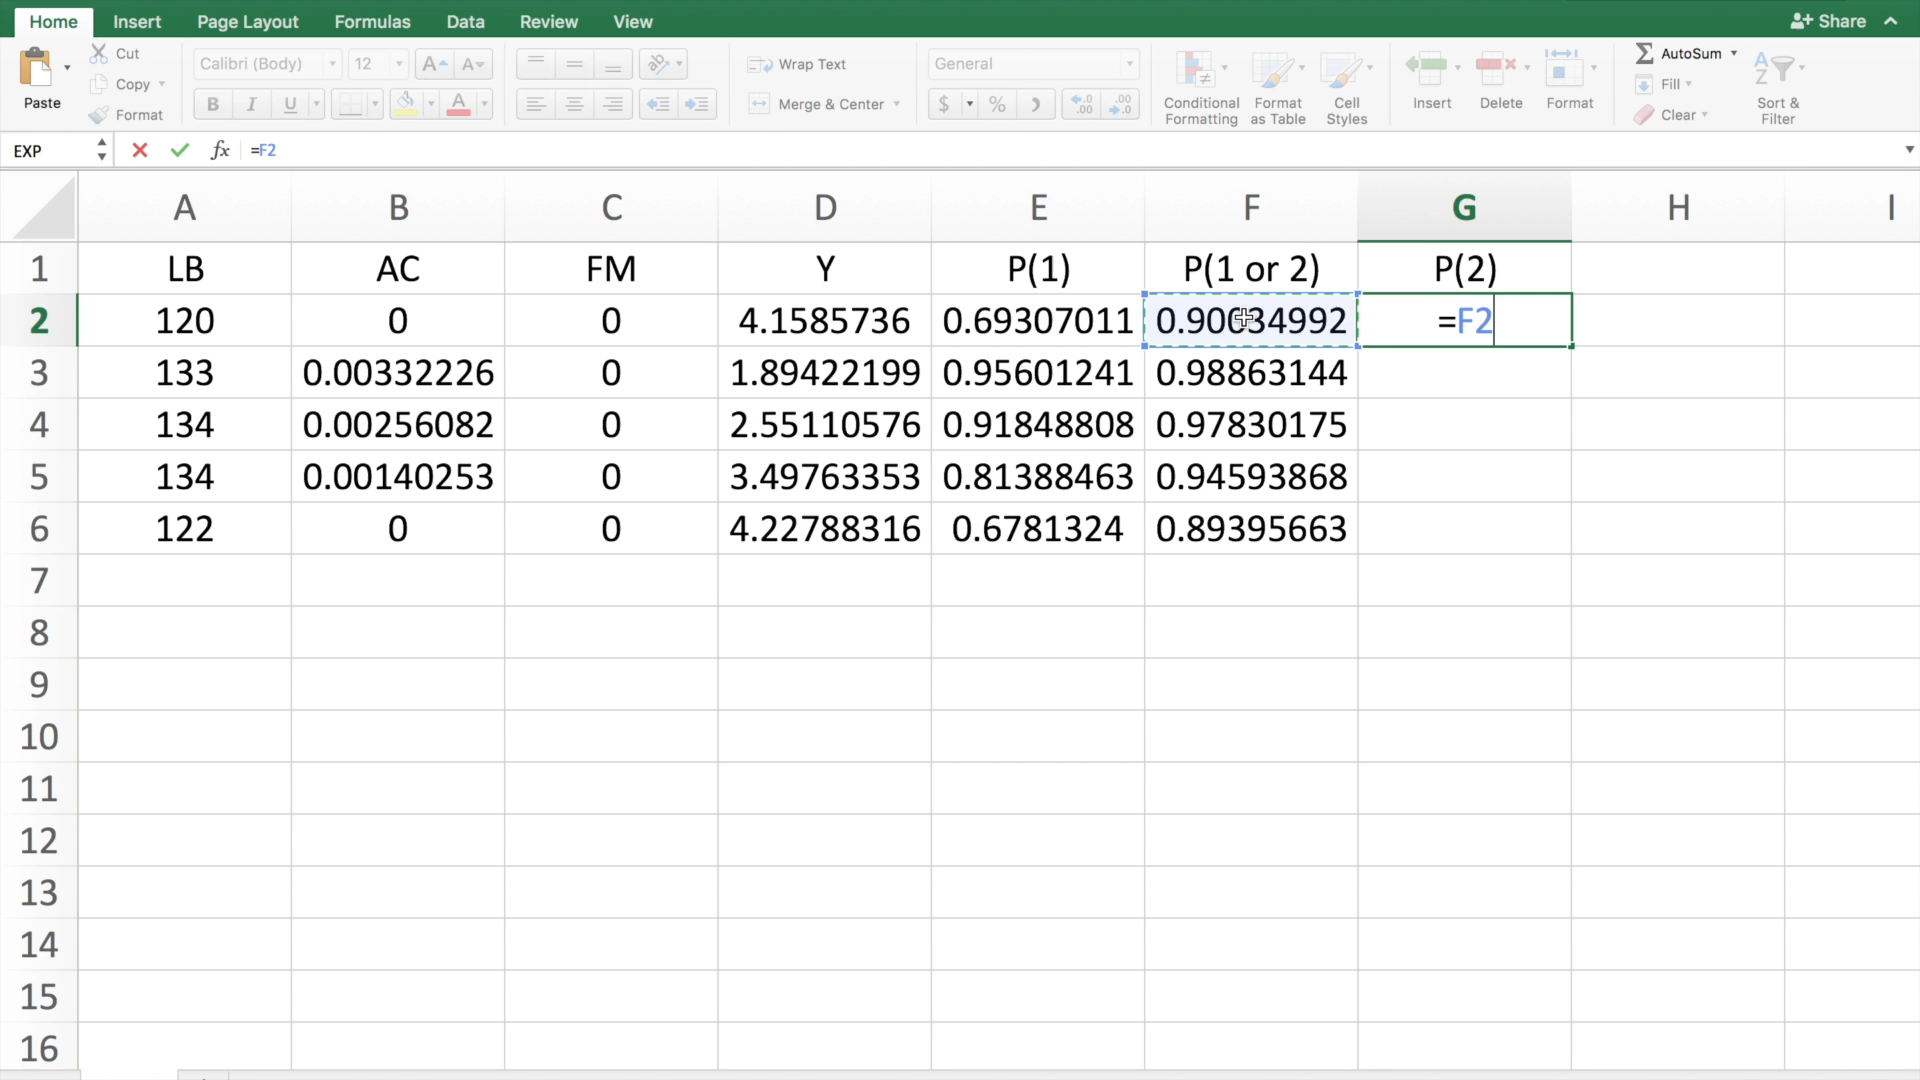 Home Insert Page Layout Formulas Data Review View Share
Paste Cut Copy Format
Calibri (Body) 12 A A
B I U A
Wrap Text
Merge & Center
General
$ % .0 .00 .00 .0
Conditional Formatting
Format as Table
Cell Styles
Insert Delete Format
AutoSum
Fill
Clear
Sort & Filter
EXP fx =F2
A B C D E F G H I
1 LB AC FM Y P(1) P(1 or 2) P(2)
2 120 0 0 4.1585736 0.69307011 0.90634992 =F2
3 133 0.00332226 0 1.89422199 0.95601241 0.98863144
4 134 0.00256082 0 2.55110576 0.91848808 0.97830175
5 134 0.00140253 0 3.49763353 0.81388463 0.94593868
6 122 0 0 4.22788316 0.6781324 0.89395663
7
8
9
10
11
12
13
14
15
16